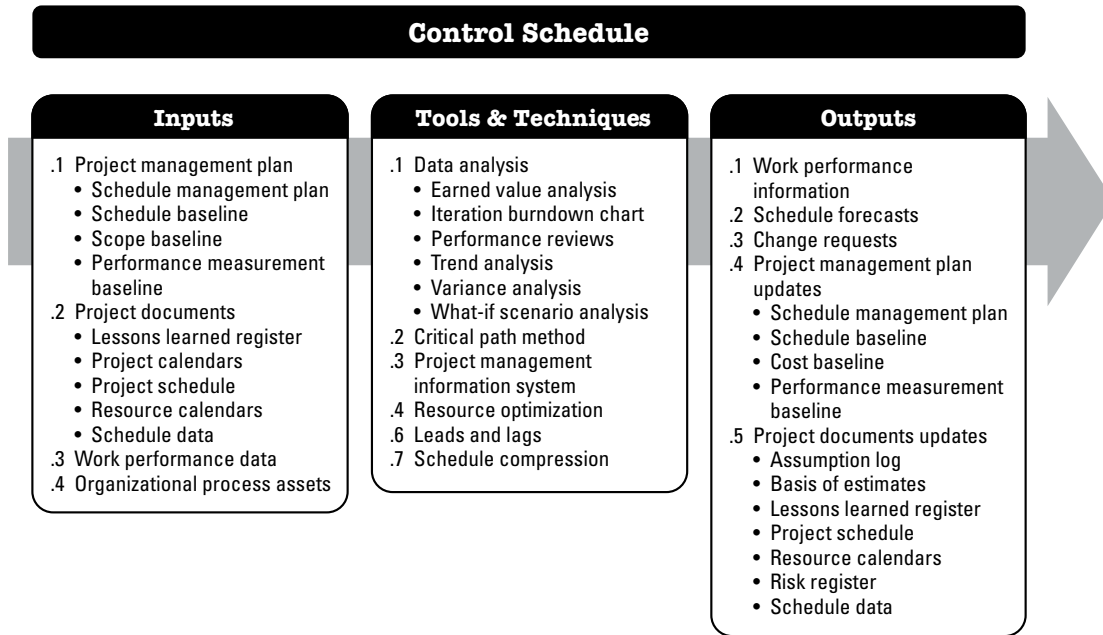 Control Schedule
Inputs
.1 Project management plan
• Schedule management plan
• Schedule baseline
• Scope baseline
• Performance measurement
baseline
.2 Project documents
• Lessons learned register
• Project calendars
• Project schedule
• Resource calendars
• Schedule data
.3 Work performance data
.4 Organizational process assets
Tools & Techniques
.1 Data analysis
• Earned value analysis
• Iteration burndown chart
• Performance reviews
• Trend analysis
• Variance analysis
• What-if scenario analysis
.2 Critical path method
.3 Project management
information system
.4 Resource optimization
.6 Leads and lags
.7 Schedule compression
Outputs
.1 Work performance
information
.2 Schedule forecasts
.3 Change requests
.4 Project management plan
updates
• Schedule management plan
• Schedule baseline
• Cost baseline
• Performance measurement
baseline
.5 Project documents updates
• Assumption log
• Basis of estimates
• Lessons learned register
• Project schedule
• Resource calendars
• Risk register
• Schedule data